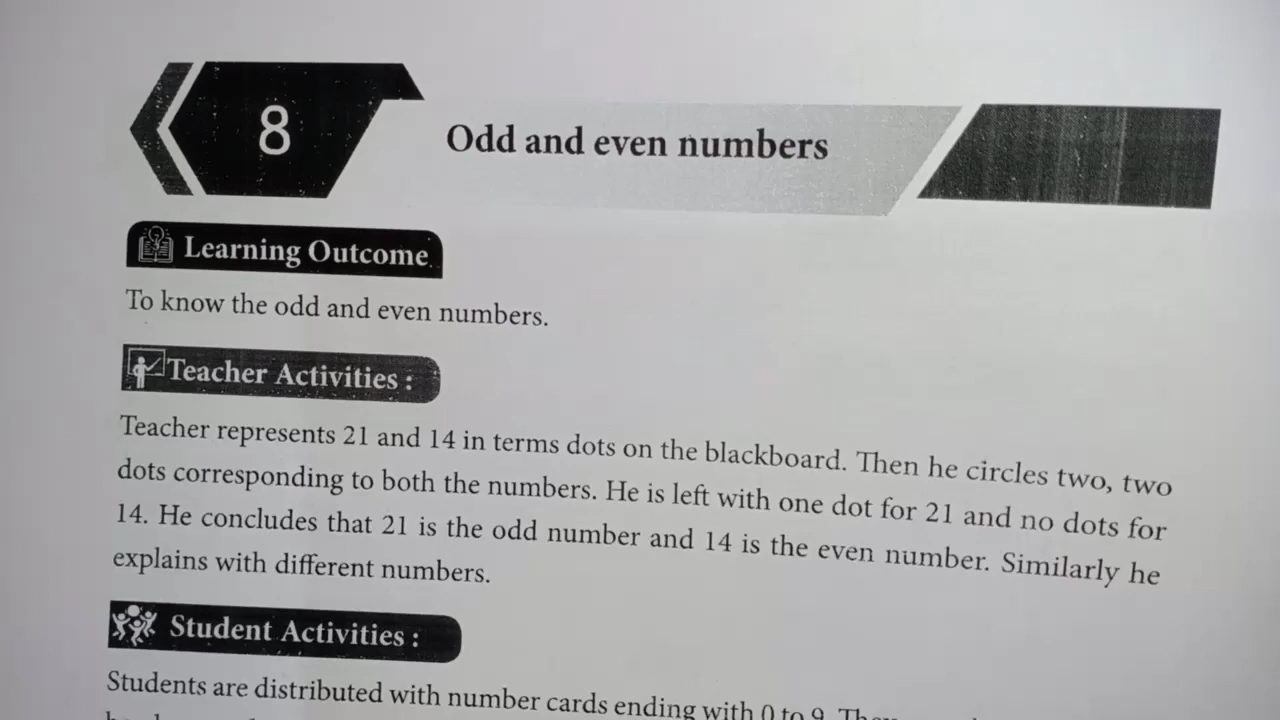 8
Odd and even numbers
Learning Outcome
To know the odd and even numbers.
Teacher Activities :
Teacher represents 21 and 14 in terms dots on the blackboard. Then he circles two, two
dots corresponding to both the numbers. He is left with one dot for 21 and no dots for
14. He concludes that 21 is the odd number and 14 is the even number. Similarly he
explains with different numbers.
Student Activities :
Students are distributed with number cards ending with 0 to 9.